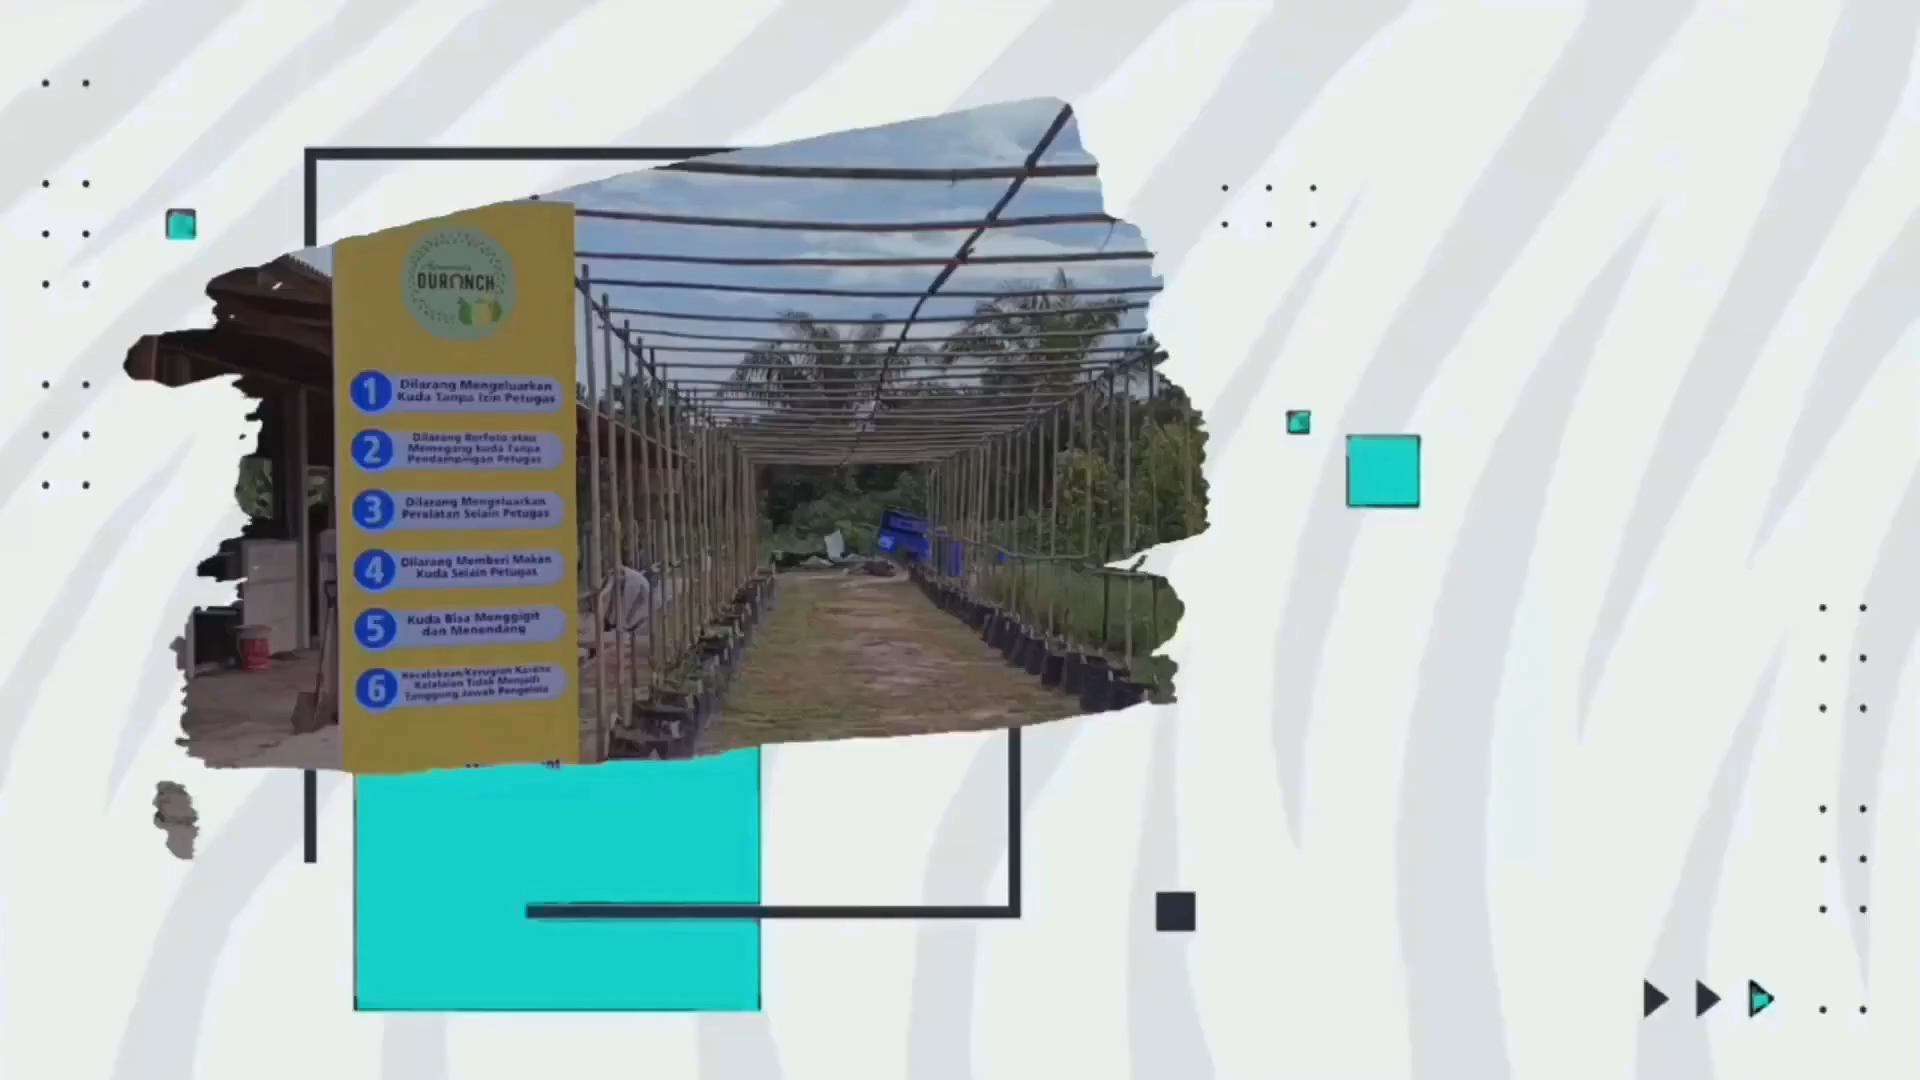 DURONCH
1 Dilarang Mengeluarkan
Kuda Tanpa Izin Petugas
2 Dilarang Berfoto atau
Memegang kuda Tanpa
Pendampingan Petugas
3 Dilarang Mengeluarkan
Peralatan Selain Petugas
4 Dilarang Memberi Makan
Kuda Selain Petugas
5 Kuda Bisa Menggigit
dan Menendang
6 Kecelakaan/Kerugian Karena
Kelalaian Tidak Menjadi
Tanggung Jawab Pengelola